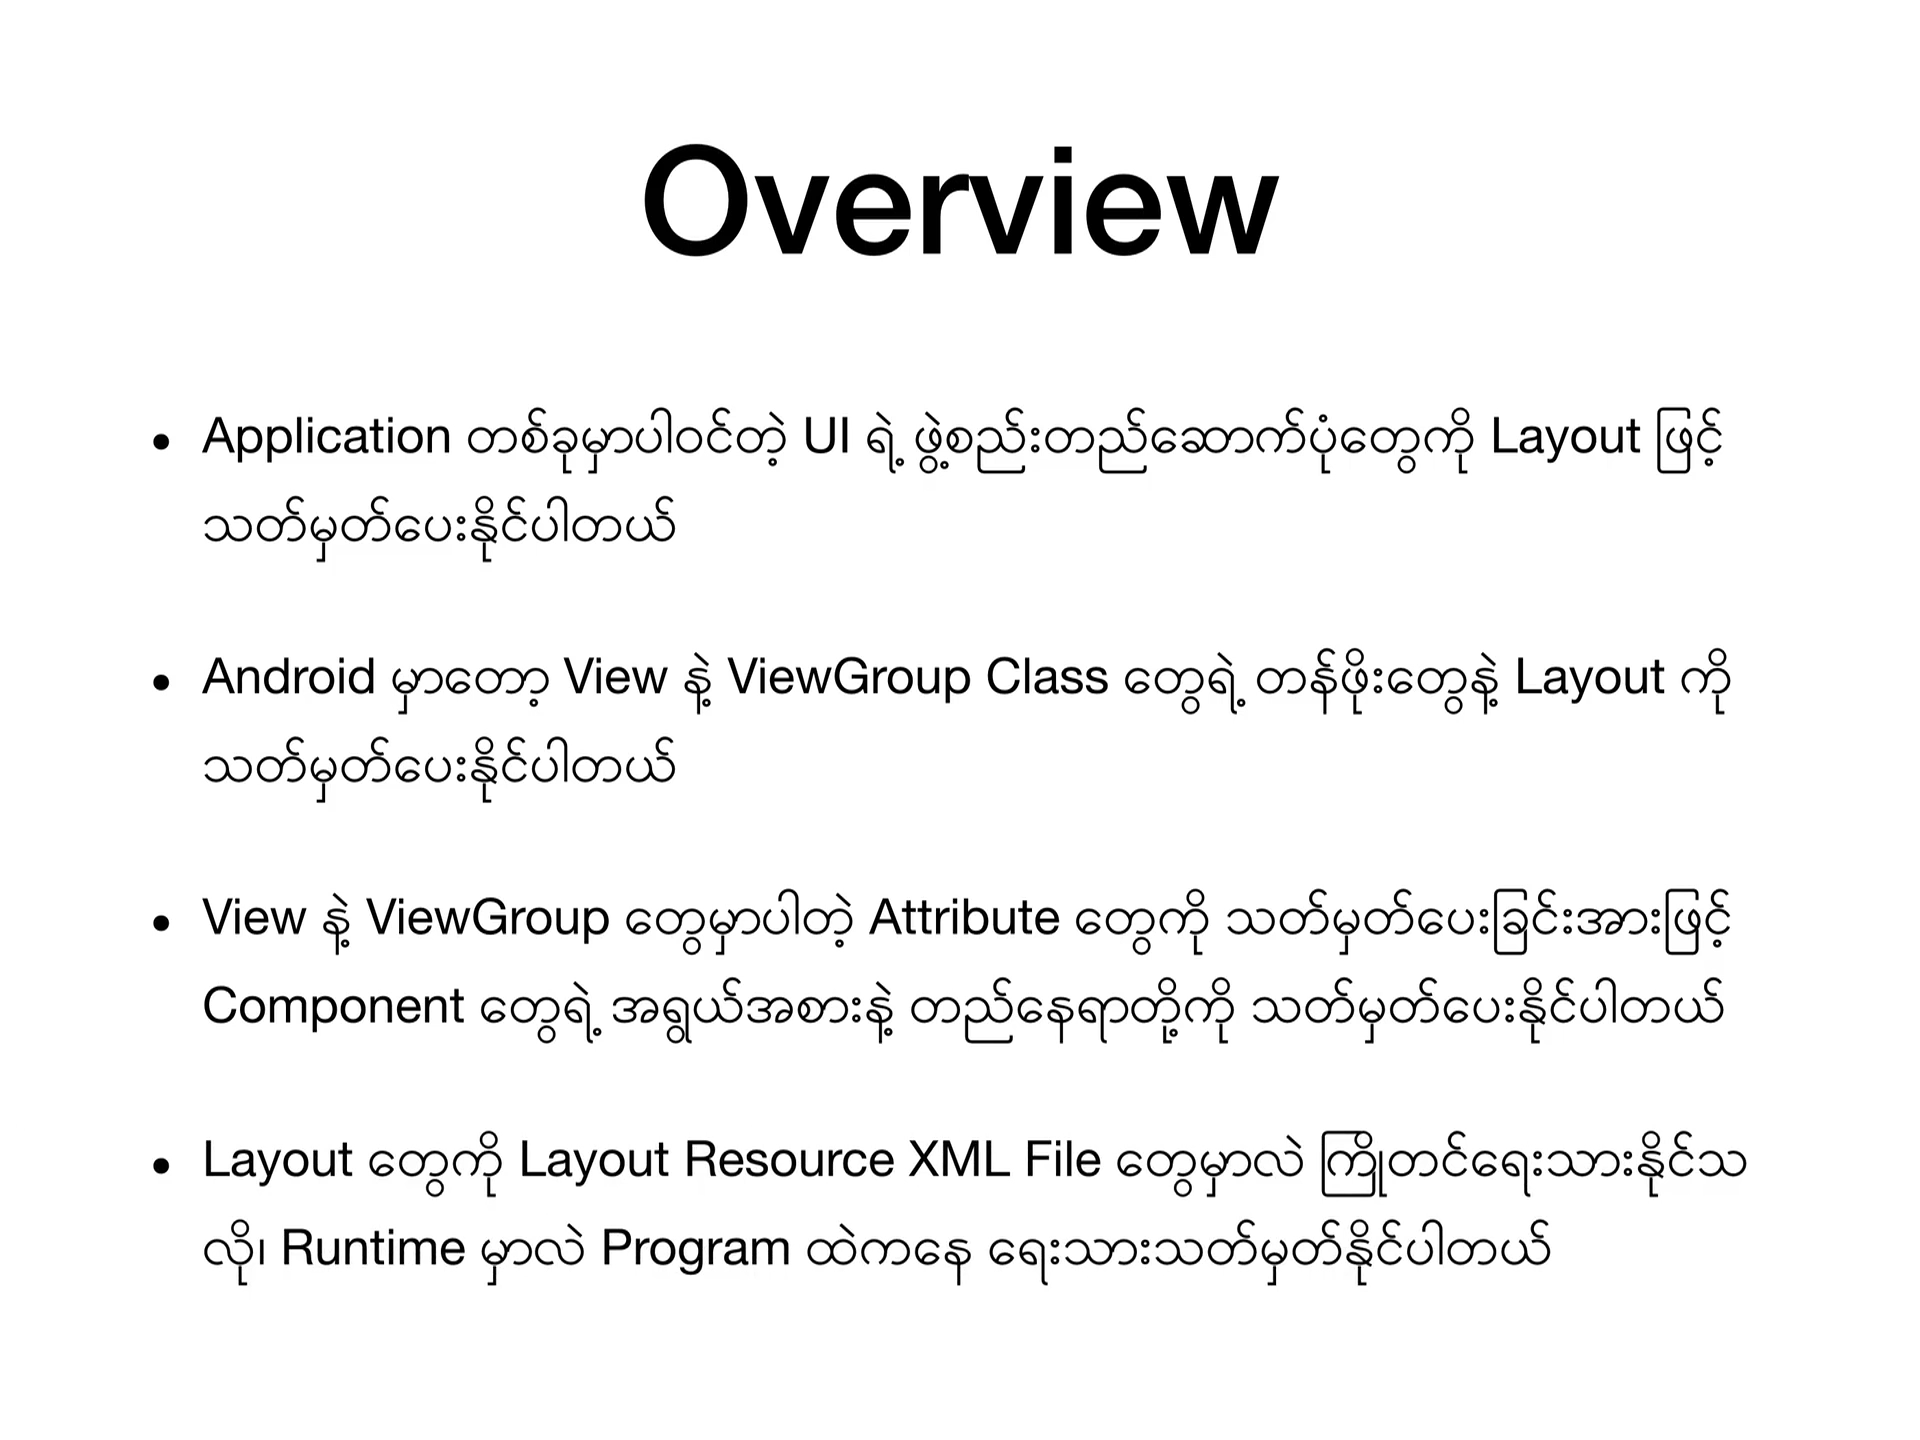 Overview
• Application တစ်ခုမှာပါဝင်တဲ့ UI ရဲ့ ဖွဲ့စည်းတည်ဆောက်ပုံတွေကို Layout ဖြင့်
သတ်မှတ်ပေးနိုင်ပါတယ်
• Android မှာတော့ View နဲ့ ViewGroup Class တွေရဲ့ တန်ဖိုးတွေနဲ့ Layout ကို
သတ်မှတ်ပေးနိုင်ပါတယ်
• View နဲ့ ViewGroup တွေမှာပါတဲ့ Attribute တွေကို သတ်မှတ်ပေးခြင်းအားဖြင့်
Component တွေရဲ့ အရွယ်အစားနဲ့ တည်နေရာတို့ကို သတ်မှတ်ပေးနိုင်ပါတယ်
• Layout တွေကို Layout Resource XML File တွေမှာလဲ ကြိုတင်ရေးသားနိုင်သ
လို၊ Runtime မှာလဲ Program ထဲကနေ ရေးသားသတ်မှတ်နိုင်ပါတယ်